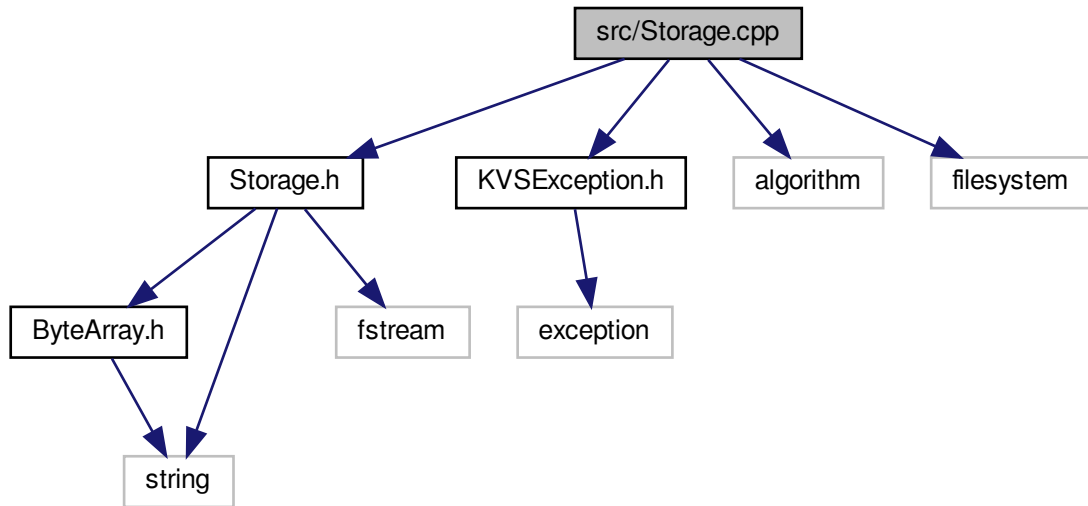 src/Storage.cpp
Storage.h
KVSException.h
algorithm
filesystem
ByteArray.h
fstream
exception
string